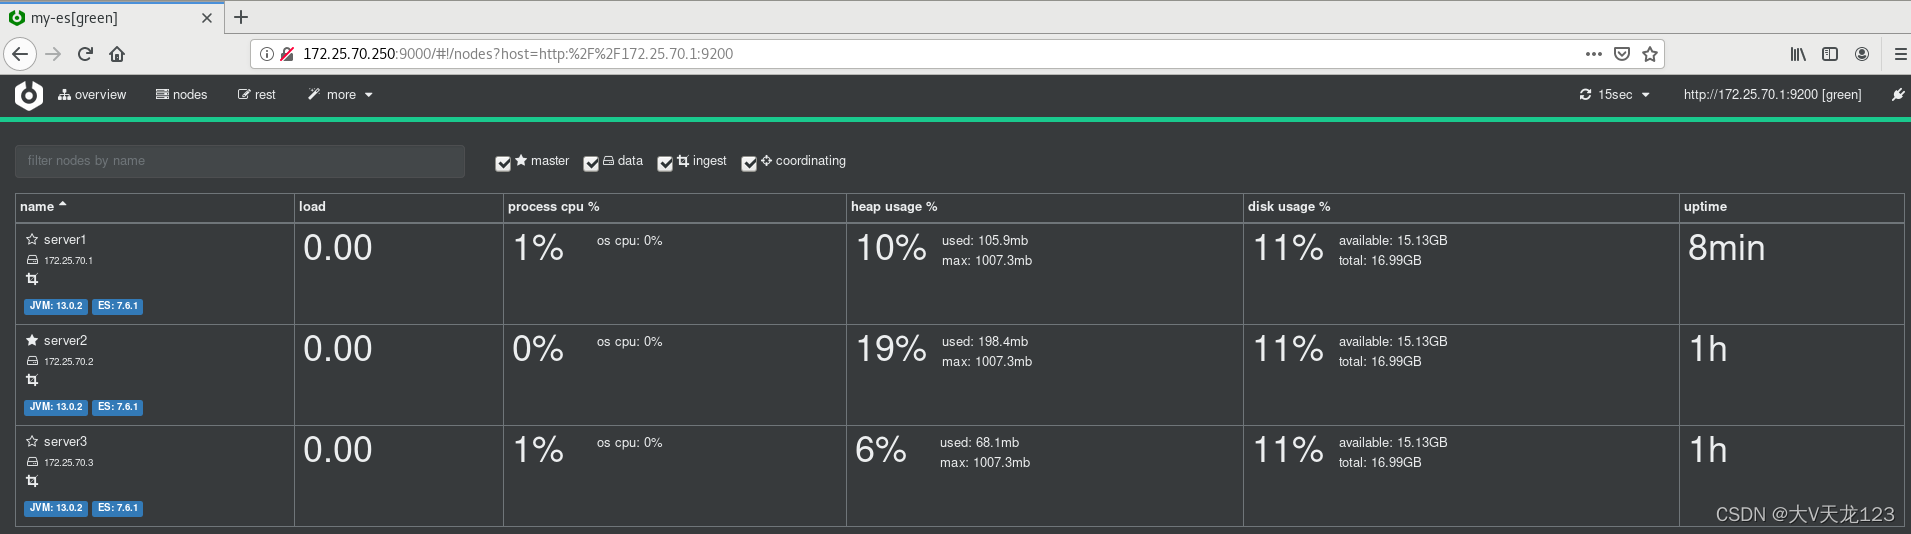 my-es[green]
172.25.70.250:9000/#!/nodes?host=http:%2F%2F172.25.70.1:9200
overview nodes rest more 15sec http://172.25.70.1:9200 [green]
filter nodes by name master data ingest coordinating
name load process cpu % heap usage % disk usage % uptime
server1 0.00 1% os cpu: 0% 10% used: 105.9mb 11% available: 15.13GB 8min
172.25.70.1 max: 1007.3mb total: 16.99GB
JVM: 13.0.2 ES: 7.6.1
server2 0.00 0% os cpu: 0% 19% used: 198.4mb 11% available: 15.13GB 1h
172.25.70.2 max: 1007.3mb total: 16.99GB
JVM: 13.0.2 ES: 7.6.1
server3 0.00 1% os cpu: 0% 6% used: 68.1mb 11% available: 15.13GB 1h
172.25.70.3 max: 1007.3mb total: 16.99GB
JVM: 13.0.2 ES: 7.6.1
CSDN @大V天龙123